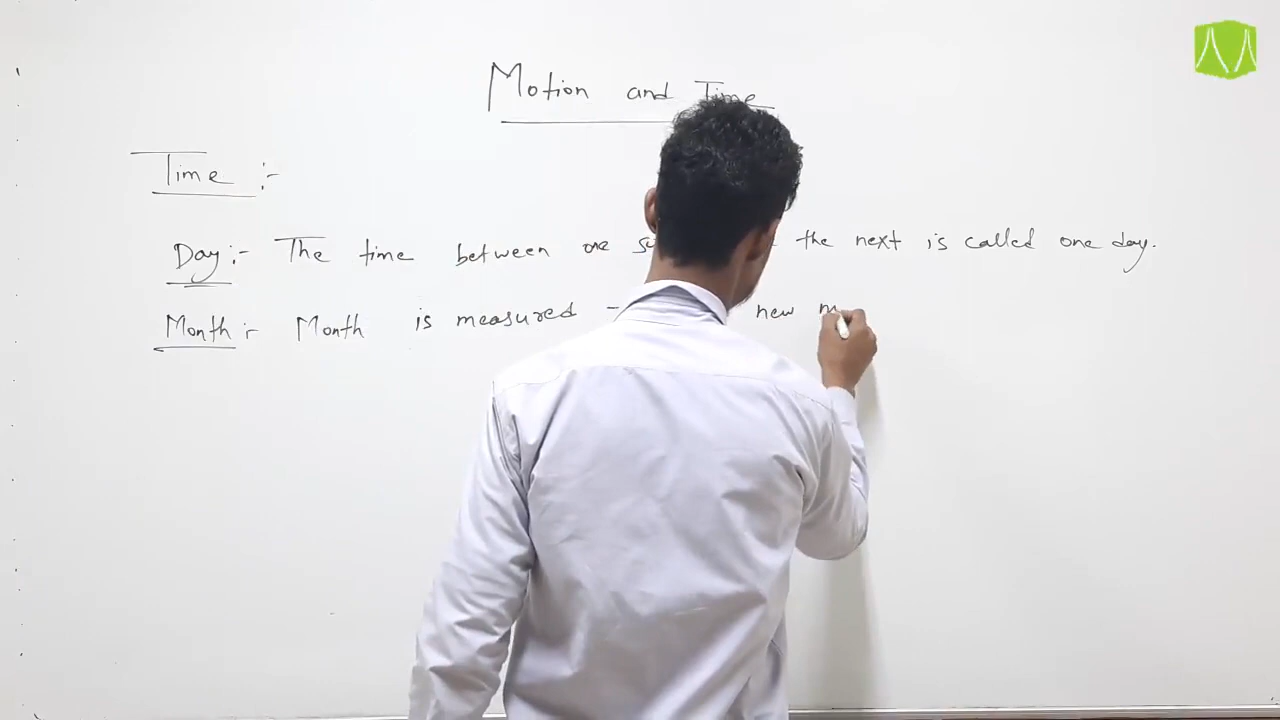 Motion and Time
Time :-
Day :- The time between one the next is called one day.
Month :- Month is measured new